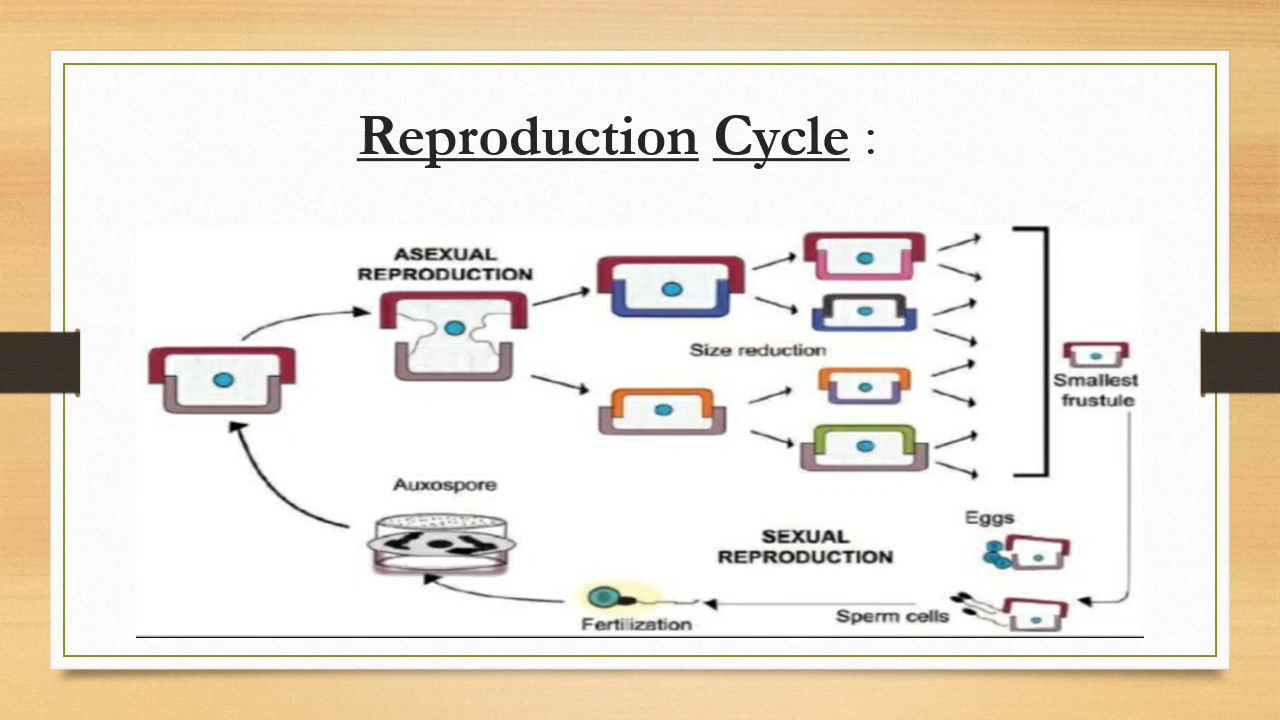 Reproduction Cycle :
ASEXUAL
REPRODUCTION
Size reduction
Smallest
frustule
Auxospore
Eggs
SEXUAL
REPRODUCTION
Sperm cells
Fertilization